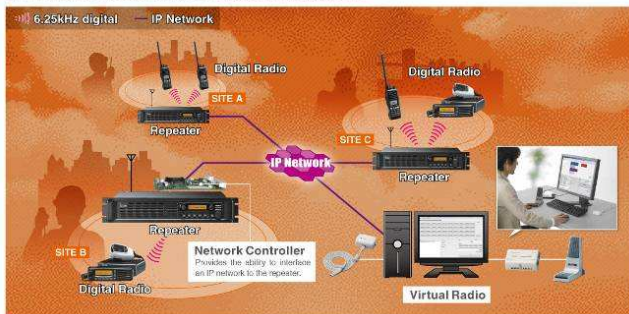 6.25kHz digital
IP Network
Digital Radio
SITE A
Repeater
Digital Radio
SITE C
Repeater
IP Network
Repeater
SITE B
Digital Radio
Network Controller
Provides the ability to interface
an IP network to the repeater.
Virtual Radio